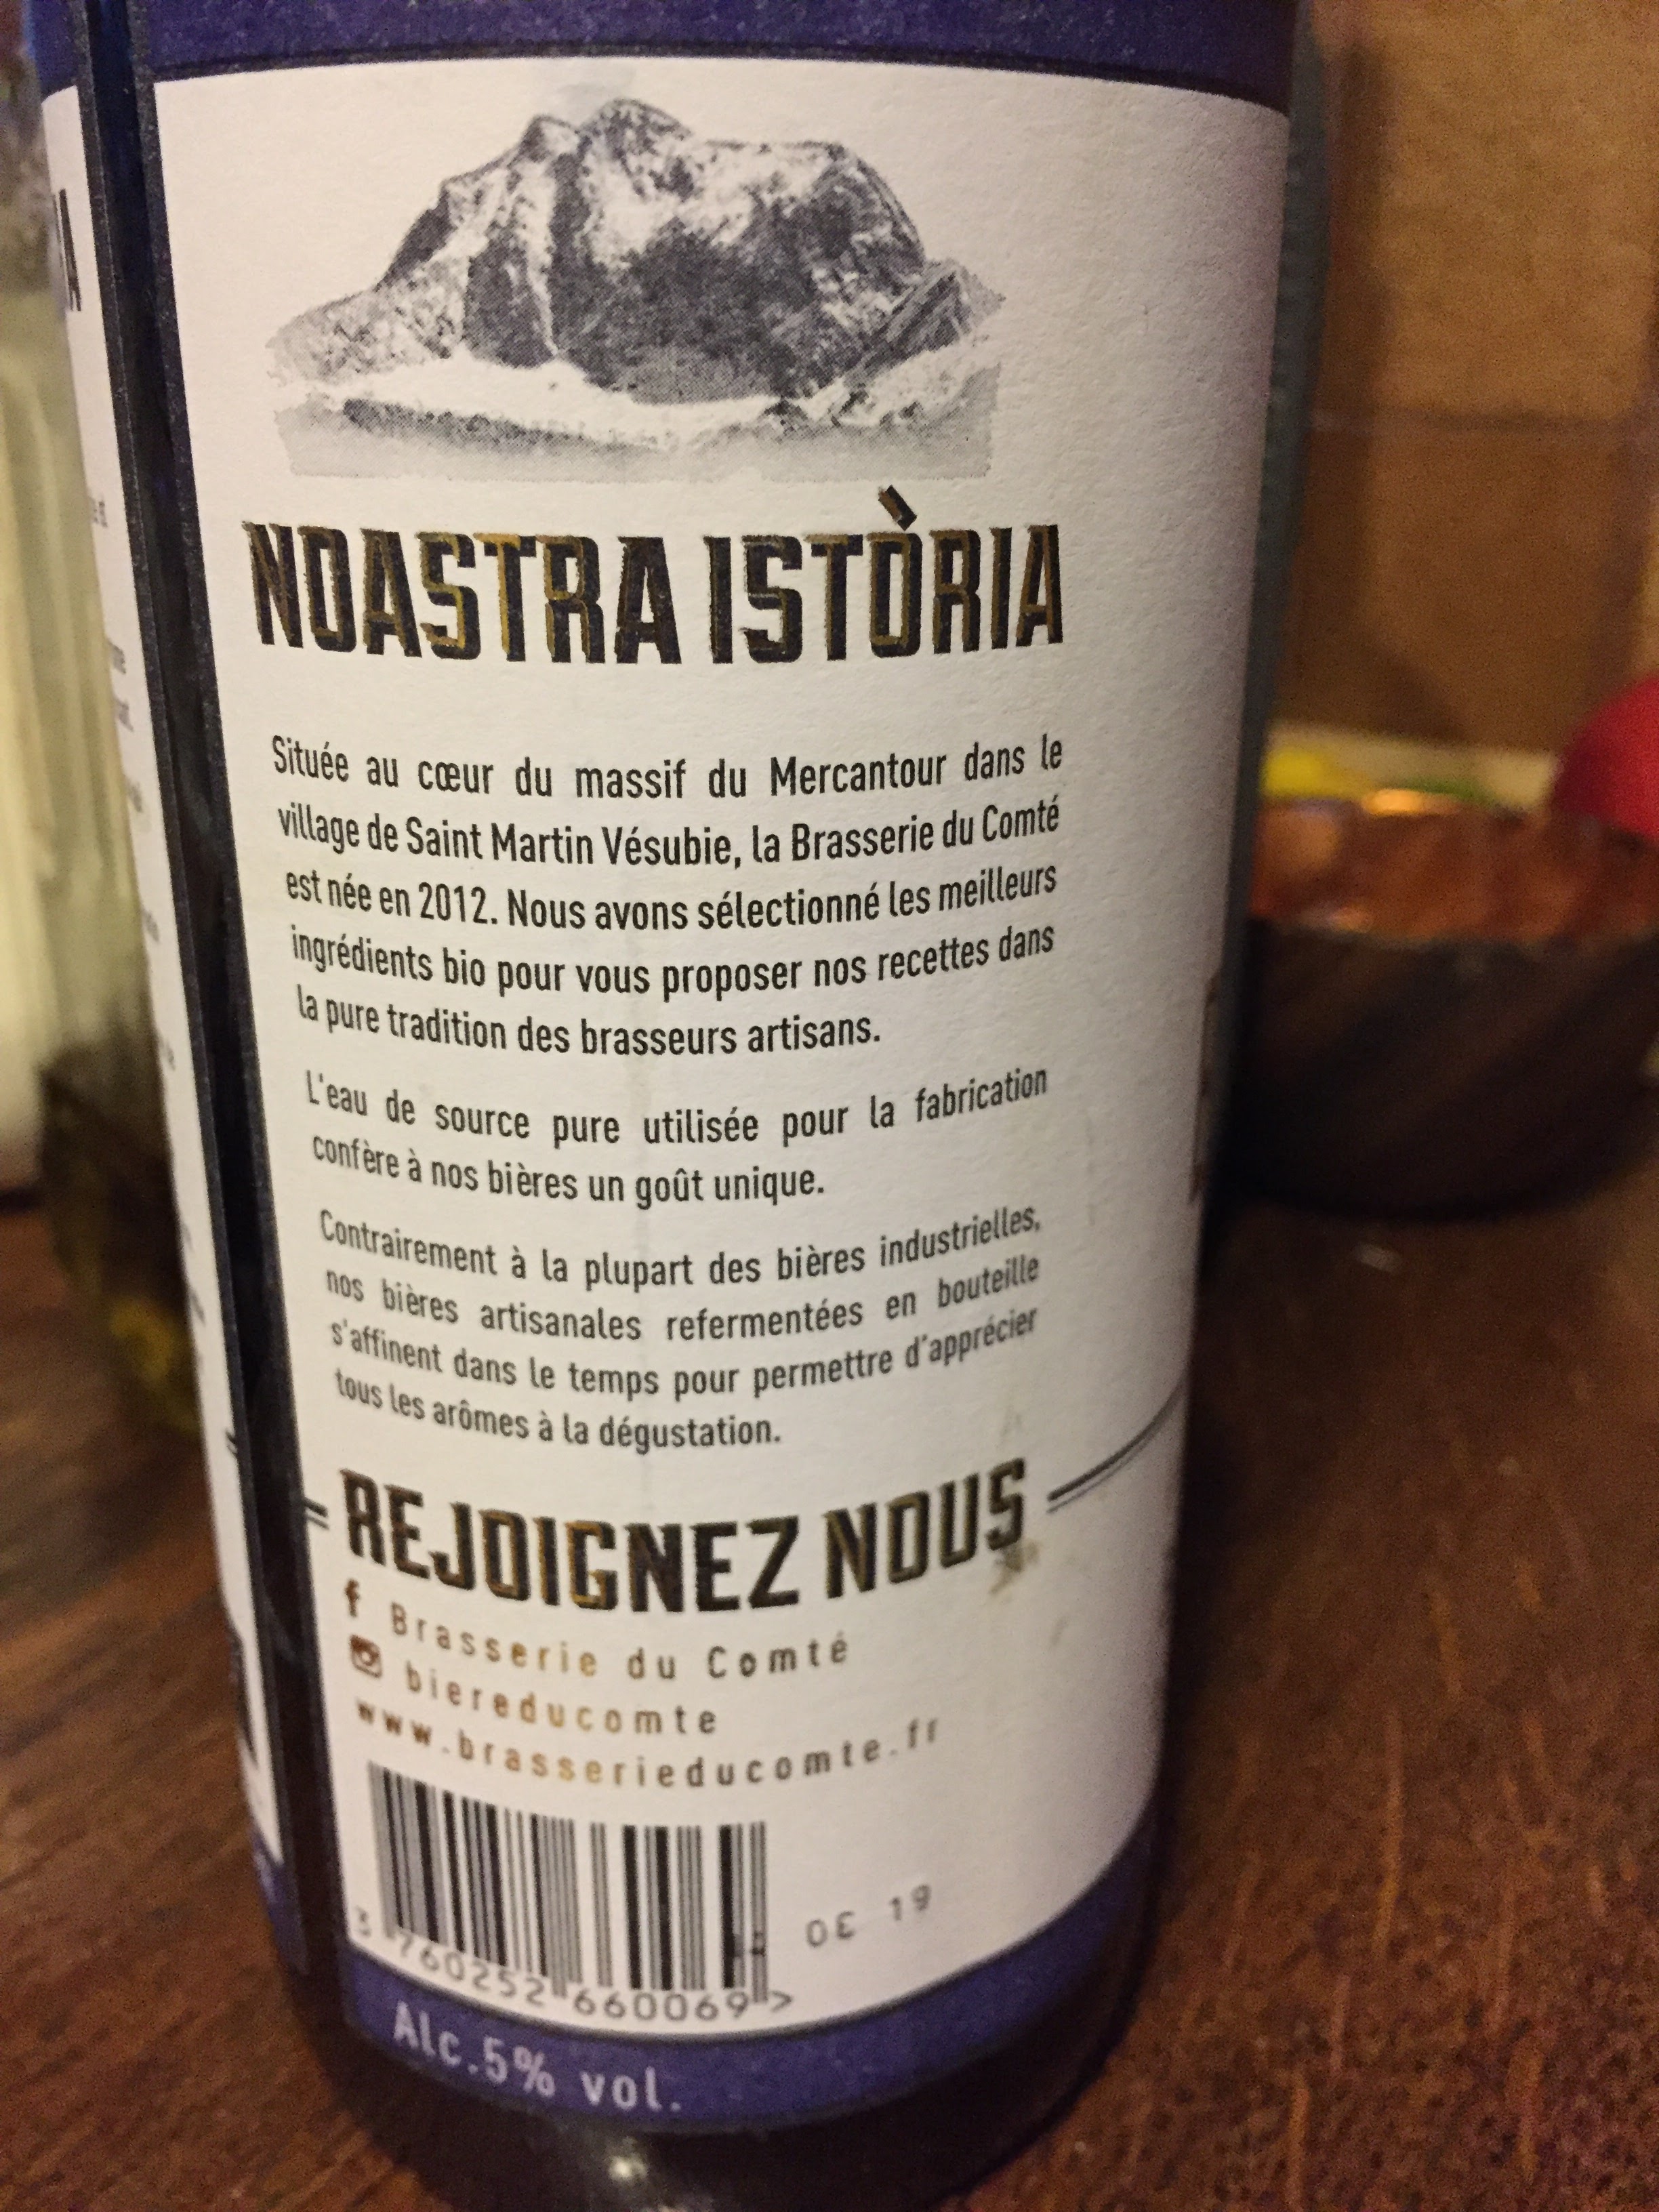 NOASTRA ISTÒRIA
Située au cœur du massif du Mercantour dans le
village de Saint Martin Vésubie, la Brasserie du Comté
est née en 2012. Nous avons sélectionné les meilleurs
ingrédients bio pour vous proposer nos recettes dans
la pure tradition des brasseurs artisans.
L'eau de source pure utilisée pour la fabrication
confère à nos bières un goût unique.
Contrairement à la plupart des bières industrielles,
nos bières artisanales refermentées en bouteille
s'affinent dans le temps pour permettre d'apprécier
tous les arômes à la dégustation.
REJOIGNEZ NOUS
f Brasserie du Comté
biereducomte
www.brasserieducomte.fr
19
3 760252 660069 >
Alc.5% vol.